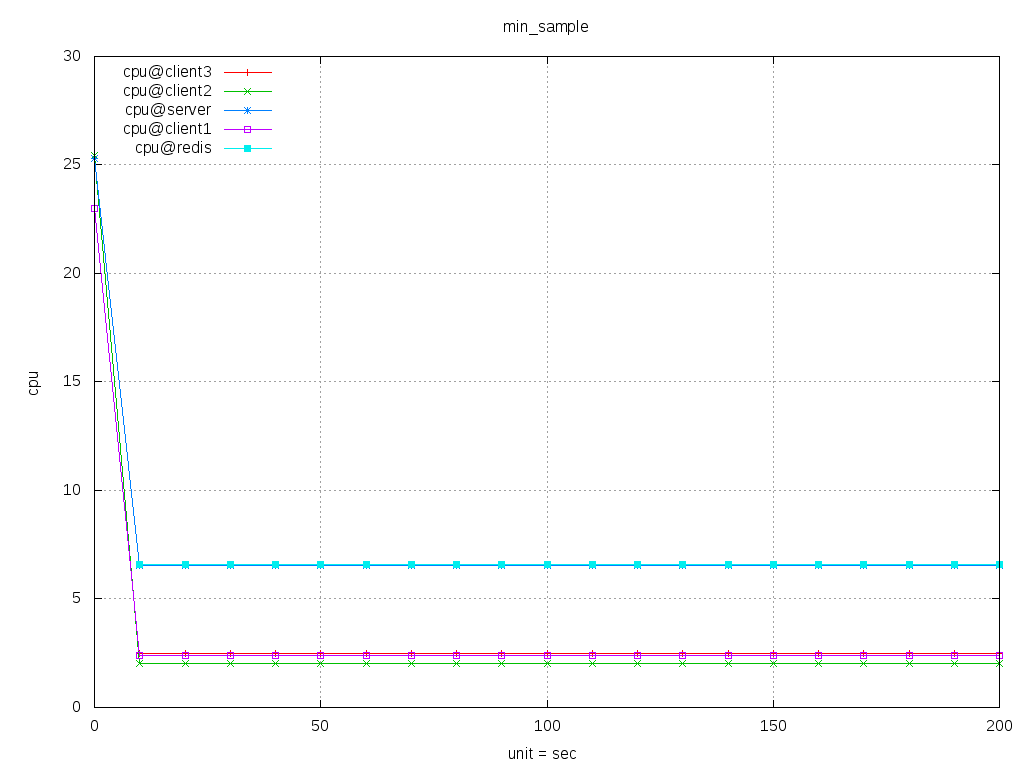 min_sample
30
cpu@client3
cpu@client2
cpu@server
cpu@client1
cpu@redis
25
20
15
cpu
10
5
0
0 50 100 150 200
unit = sec